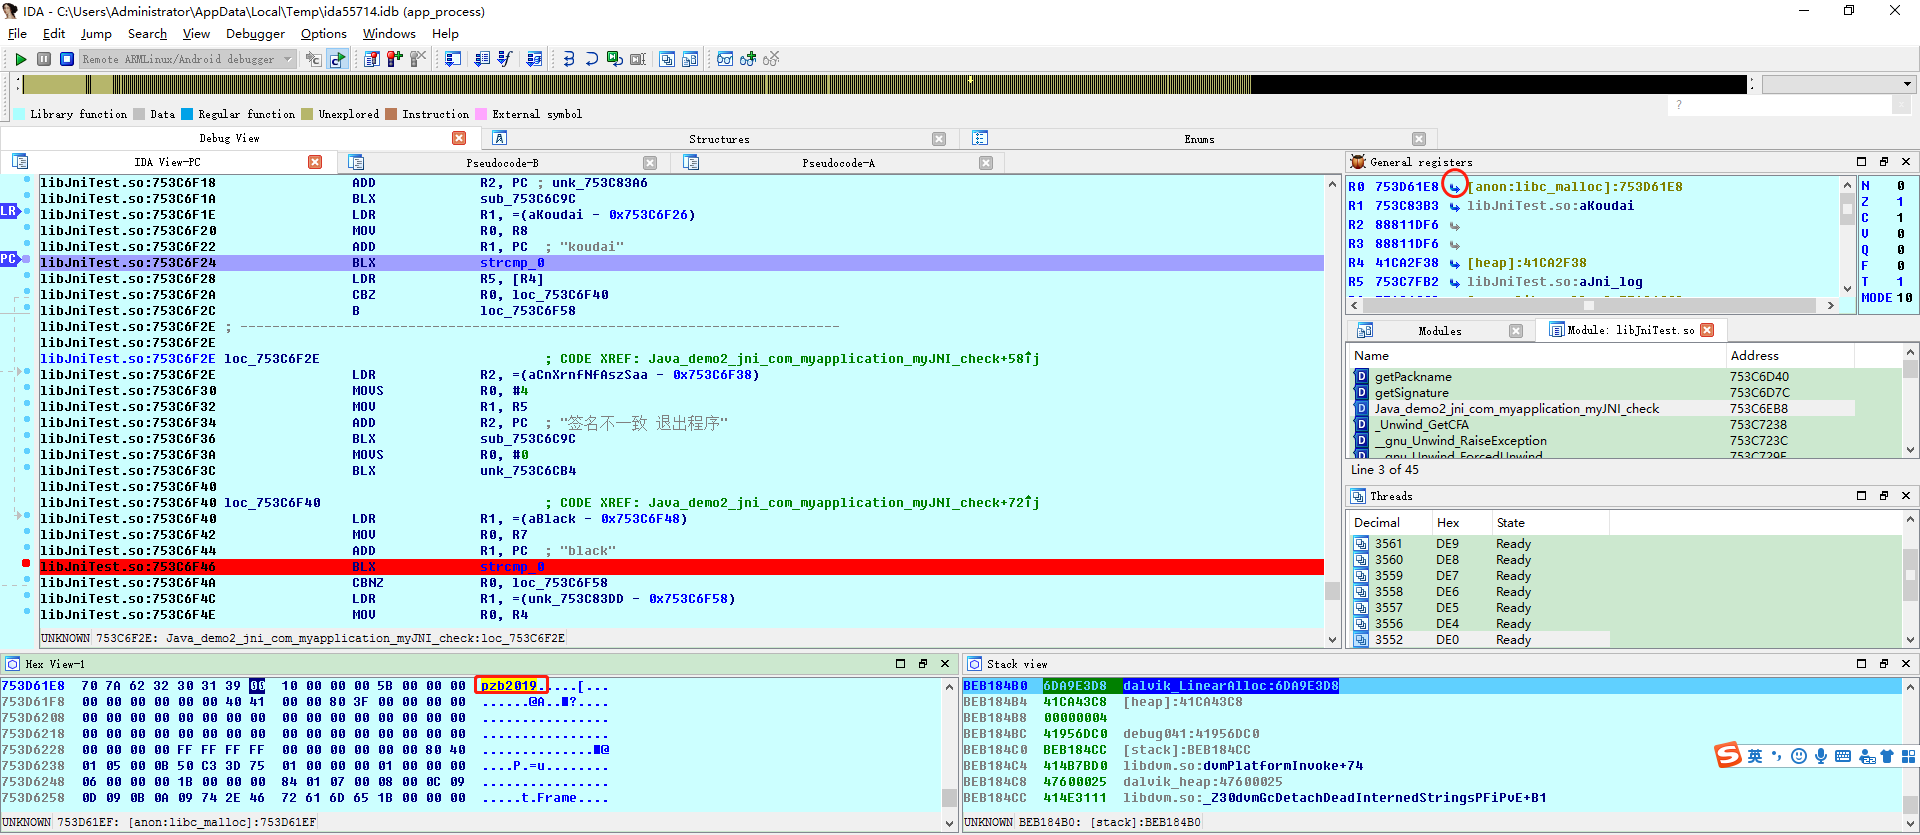 IDA - C:\Users\Administrator\AppData\Local\Temp\ida55714.idb (app_process)
File Edit Jump Search View Debugger Options Windows Help
Remote ARMLinux/Android debugger
?
Library function Data Regular function Unexplored Instruction External symbol
Debug View Structures Enums
IDA View-PC Pseudocode-B Pseudocode-A
libJniTest.so:753C6F18 ADD R2, PC ; unk_753C83A6
libJniTest.so:753C6F1A BLX sub_753C6C9C
LR libJniTest.so:753C6F1E LDR R1, =(aKoudai - 0x753C6F26)
libJniTest.so:753C6F20 MOV R0, R8
libJniTest.so:753C6F22 ADD R1, PC ; "koudai"
PC libJniTest.so:753C6F24 BLX strcmp_0
libJniTest.so:753C6F28 LDR R5, [R4]
libJniTest.so:753C6F2A CBZ R0, loc_753C6F40
libJniTest.so:753C6F2C B loc_753C6F58
libJniTest.so:753C6F2E ; ---------------------------------------------------------------------------
libJniTest.so:753C6F2E
libJniTest.so:753C6F2E loc_753C6F2E ; CODE XREF: Java_demo2_jni_com_myapplication_myJNI_check+58↑j
libJniTest.so:753C6F2E LDR R2, =(aCnXrnfNfAszSaa - 0x753C6F38)
libJniTest.so:753C6F30 MOVS R0, #4
libJniTest.so:753C6F32 MOV R1, R5
libJniTest.so:753C6F34 ADD R2, PC ; "签名不一致 退出程序"
libJniTest.so:753C6F36 BLX sub_753C6C9C
libJniTest.so:753C6F3A MOVS R0, #0
libJniTest.so:753C6F3C BLX unk_753C6CB4
libJniTest.so:753C6F40
libJniTest.so:753C6F40 loc_753C6F40 ; CODE XREF: Java_demo2_jni_com_myapplication_myJNI_check+72↑j
libJniTest.so:753C6F40 LDR R1, =(aBlack - 0x753C6F48)
libJniTest.so:753C6F42 MOV R0, R7
libJniTest.so:753C6F44 ADD R1, PC ; "black"
libJniTest.so:753C6F46 BLX strcmp_0
libJniTest.so:753C6F4A CBNZ R0, loc_753C6F58
libJniTest.so:753C6F4C LDR R1, =(unk_753C83DD - 0x753C6F58)
libJniTest.so:753C6F4E MOV R0, R4
UNKNOWN 753C6F2E: Java_demo2_jni_com_myapplication_myJNI_check:loc_753C6F2E
General registers
R0 753D61E8 [anon:libc_malloc]:753D61E8
R1 753C83B3 libJniTest.so:aKoudai
R2 88811DF6
R3 88811DF6
R4 41CA2F38 [heap]:41CA2F38
R5 753C7FB2 libJniTest.so:aJni_log
N 0
Z 1
C 1
V 0
Q 0
F 0
T 1
MODE 10
Modules Module: libJniTest.so
Name Address
getPackname 753C6D40
getSignature 753C6D7C
Java_demo2_jni_com_myapplication_myJNI_check 753C6EB8
_Unwind_GetCFA 753C7238
__gnu_Unwind_RaiseException 753C723C
__gnu_Unwind_ForcedUnwind 753C729F
Line 3 of 45
Threads
Decimal Hex State
3561 DE9 Ready
3560 DE8 Ready
3559 DE7 Ready
3558 DE6 Ready
3557 DE5 Ready
3556 DE4 Ready
3552 DE0 Ready
Hex View-1
753D61E8 70 7A 62 32 30 31 39 00 10 00 00 00 5B 00 00 00 pzb2019.....[...
753D61F8 00 00 00 00 00 00 40 41 00 00 80 3F 00 00 00 00 ......@A..■?....
753D6208 00 00 00 00 00 00 00 00 00 00 00 00 00 00 00 00 ................
753D6218 00 00 00 00 00 00 00 00 00 00 00 00 00 00 00 00 ................
753D6228 00 00 00 00 FF FF FF FF 00 00 00 00 00 00 80 40 ..............■@
753D6238 01 05 00 0B 50 C3 3D 75 01 00 00 00 01 00 00 00 ....P.=u........
753D6248 06 00 00 00 1B 00 00 00 84 01 07 00 08 00 0C 09 ................
753D6258 0D 09 0B 0A 09 74 2E 46 72 61 6D 65 1B 00 00 00 .....t.Frame....
UNKNOWN 753D61EF: [anon:libc_malloc]:753D61EF
Stack view
BEB184B0 6DA9E3D8 dalvik_LinearAlloc:6DA9E3D8
BEB184B4 41CA43C8 [heap]:41CA43C8
BEB184B8 00000004
BEB184BC 41956DC0 debug041:41956DC0
BEB184C0 BEB184CC [stack]:BEB184CC
BEB184C4 414B7BD0 libdvm.so:dvmPlatformInvoke+74
BEB184C8 47600025 dalvik_heap:47600025
BEB184CC 414E3111 libdvm.so:_Z30dvmGcDetachDeadInternedStringsPFiPvE+B1
UNKNOWN BEB184B0: [stack]:BEB184B0
S 英